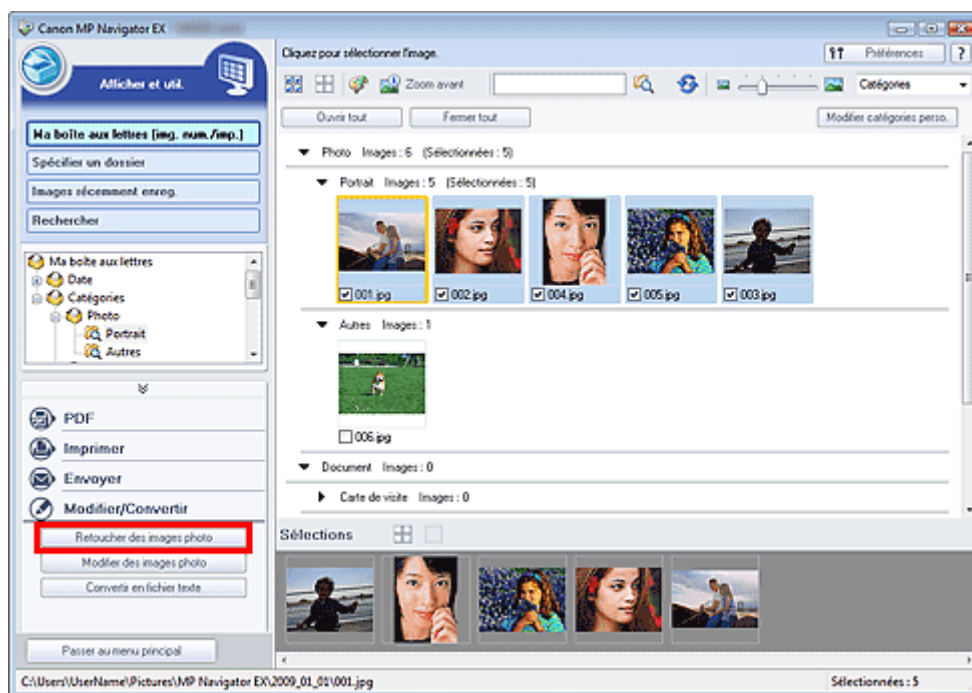 Canon MP Navigator EX
Afficher et util.
Ma boîte aux lettres [img. num./imp.]
Spécifier un dossier
Images récemment enreg.
Rechercher
Ma boîte aux lettres
Date
Catégories
Photo
Portrait
Autres
PDF
Imprimer
Envoyer
Modifier/Convertir
Retoucher des images photo
Modifier des images photo
Convertir en fichier texte
Passer au menu principal
Cliquez pour sélectionner l'image.
Préférences
?
Zoom avant
Catégories
Ouvrir tout
Fermer tout
Modifier catégories perso.
Photo Images : 6 (Sélectionnées : 5)
Portrait Images : 5 (Sélectionnées : 5)
001.jpg
002.jpg
004.jpg
005.jpg
003.jpg
Autres Images : 1
006.jpg
Document Images : 0
Carte de visite Images : 0
Sélections
C:\Users\UserName\Pictures\MP Navigator EX\2009_01_01\001.jpg
Sélectionnées : 5